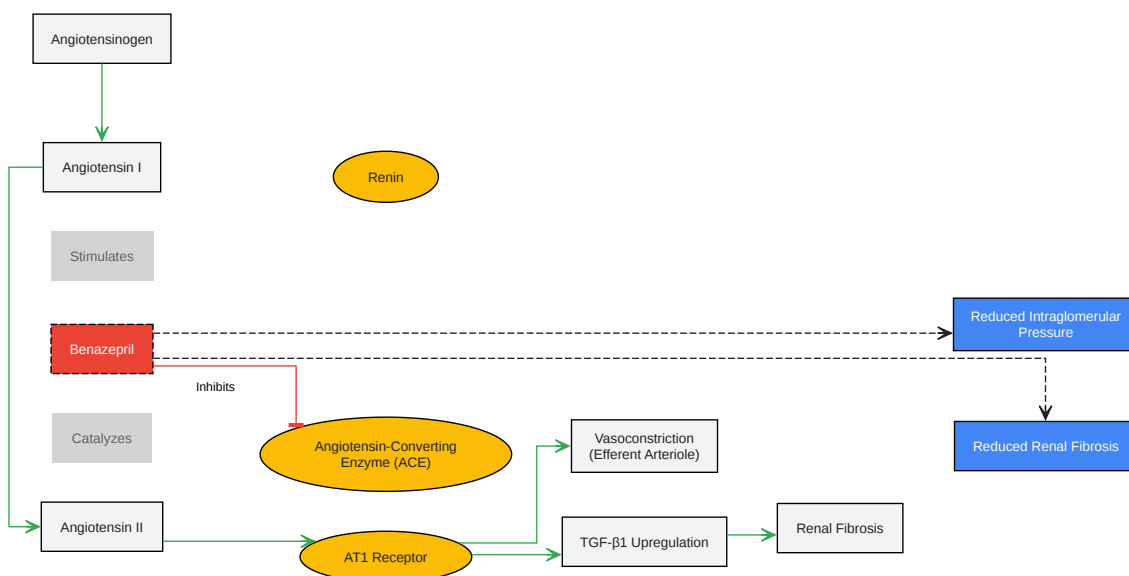 Angiotensinogen
Angiotensin I
Renin
Stimulates
Benazepril
Reduced Intraglomerular
Pressure
Inhibits
Catalyzes
Angiotensin-Converting
Enzyme (ACE)
Vasoconstriction
(Efferent Arteriole)
Reduced Renal Fibrosis
Angiotensin II
AT1 Receptor
TGF-β1 Upregulation
Renal Fibrosis